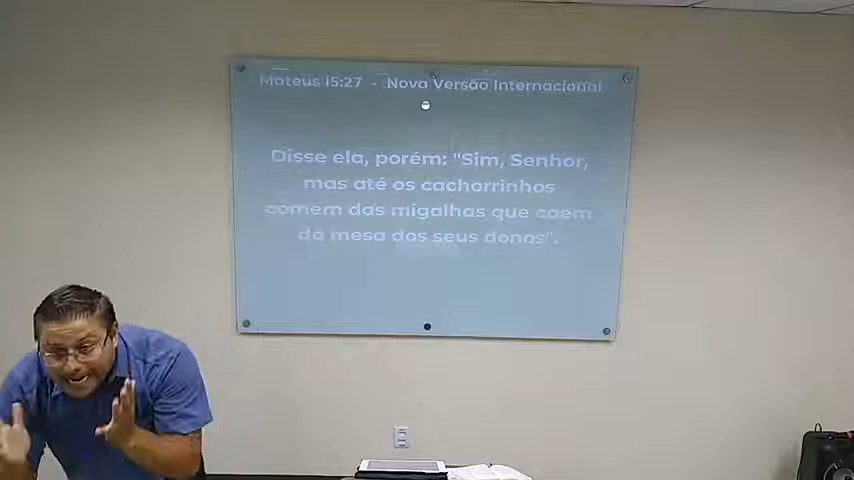 Mateus 15:27 - Nova Versão Internacional
Disse ela, porém: "Sim, Senhor,
mas até os cachorrinhos
comem das migalhas que caem
da mesa dos seus donos".